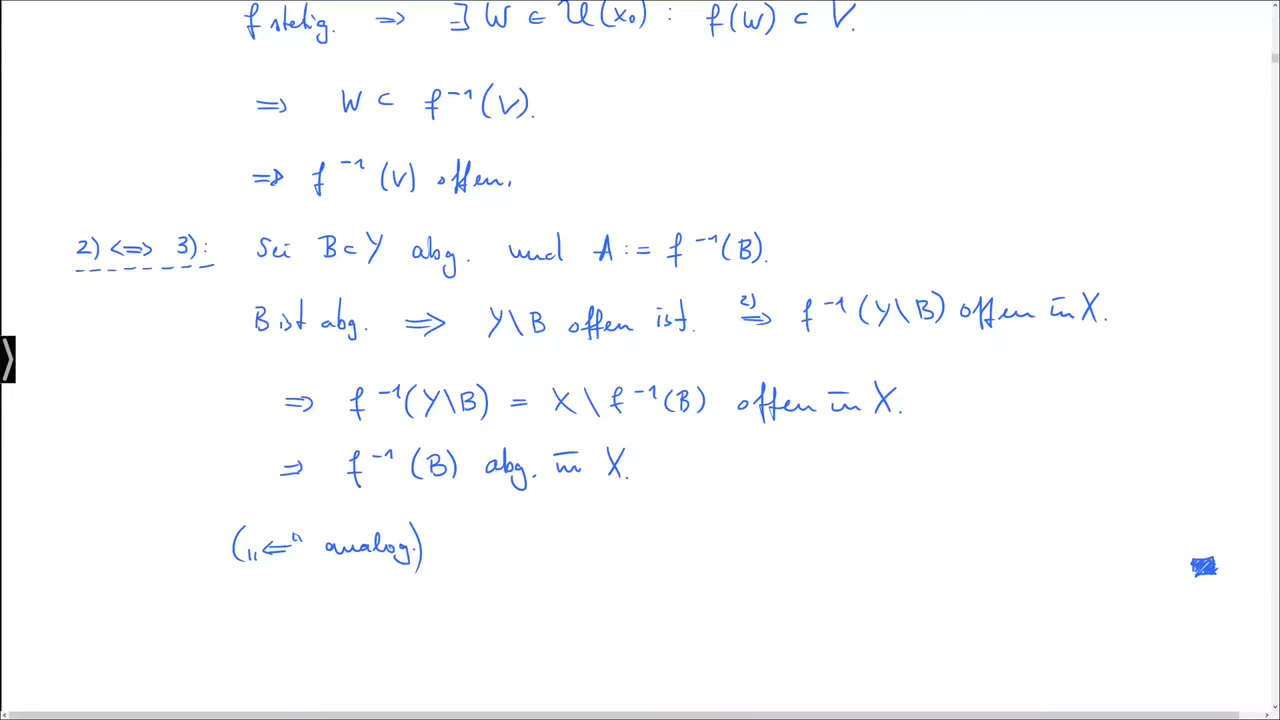 f stetig. ⇒ ∃ W ∈ U(x₀) : f(W) ⊂ V.
⇒ W ⊂ f⁻¹(V).
⇒ f⁻¹(V) offen.
2) <=> 3): Sei B ⊂ Y abg. und A := f⁻¹(B).
B ist abg. ⇒ Y\B offen ist. 2) ⇒ f⁻¹(Y\B) offen in X.
⇒ f⁻¹(Y\B) = X \ f⁻¹(B) offen in X.
⇒ f⁻¹(B) abg. in X.
(„⇐" analog.)